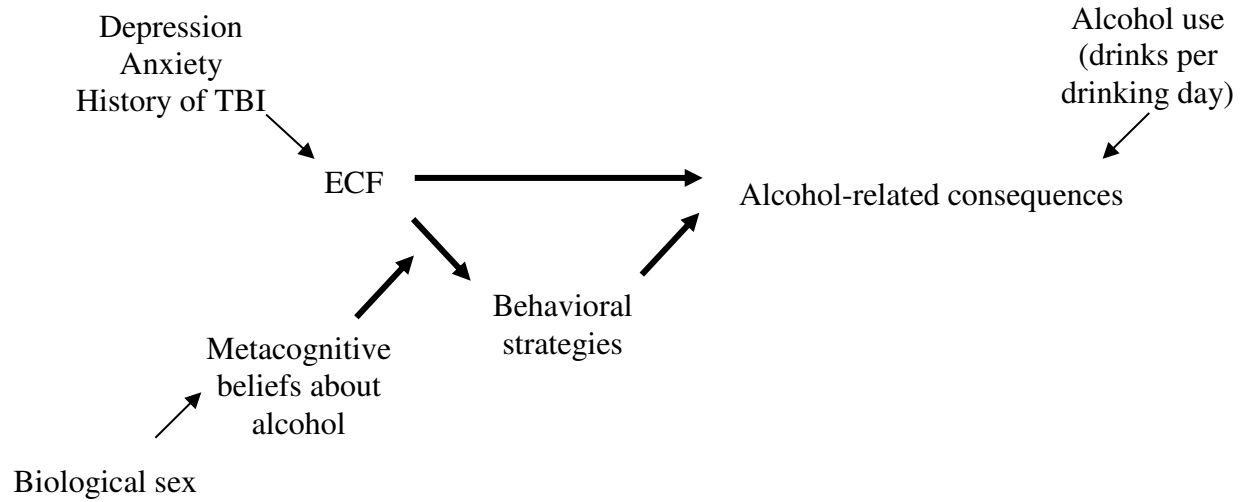 Depression
Anxiety
History of TBI
Alcohol use
(drinks per
drinking day)
ECF
Alcohol-related consequences
Behavioral
strategies
Metacognitive
beliefs about
alcohol
Biological sex